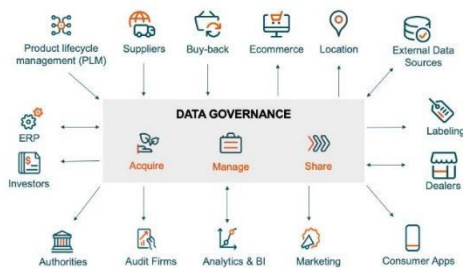 Product lifecycle
management (PLM)
Suppliers
Buy-back
Ecommerce
Location
External Data
Sources
DATA GOVERNANCE
ERP
Acquire
Manage
Share
Labeling
Investors
Dealers
Authorities
Audit Firms
Analytics & BI
Marketing
Consumer Apps